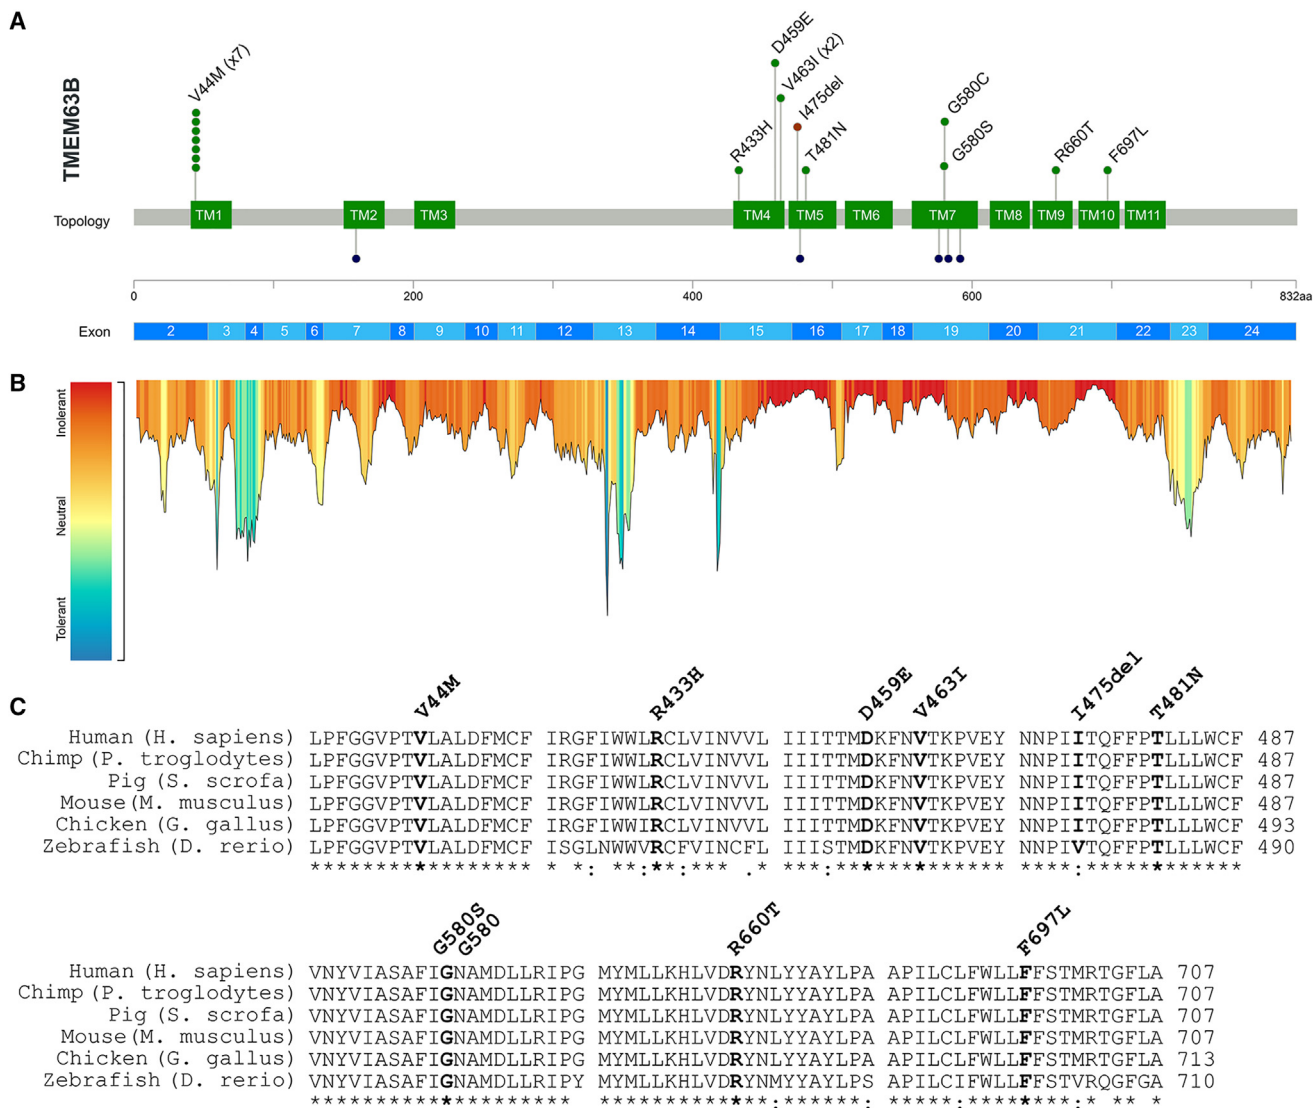 A
TMEM63B
V44M (x7)
D459E
V463I (x2)
I475del
R433H
T481N
G580C
G580S
R660T
F697L
Topology
TM1 TM2 TM3 TM4 TM5 TM6 TM7 TM8 TM9 TM10 TM11
0 200 400 600 832aa
Exon 2 3 4 5 6 7 8 9 10 11 12 13 14 15 16 17 18 19 20 21 22 23 24
B
Inolerant
Neutral
Tolerant
C
V44M R433H D459E V463I I475del T481N
Human (H. sapiens) LPFGGVPTVLALDFMCF IRGFIWWLRCLVINVVL IIITTMDKFNVTKPVEY NNPIITQFFPTLLLWCF 487
Chimp (P. troglodytes) LPFGGVPTVLALDFMCF IRGFIWWLRCLVINVVL IIITTMDKFNVTKPVEY NNPIITQFFPTLLLWCF 487
Pig (S. scrofa) LPFGGVPTVLALDFMCF IRGFIWWLRCLVINVVL IIITTMDKFNVTKPVEY NNPIITQFFPTLLLWCF 487
Mouse (M. musculus) LPFGGVPTVLALDFMCF IRGFIWWLRCLVINVVL IIITTMDKFNVTKPVEY NNPIITQFFPTLLLWCF 487
Chicken (G. gallus) LPFGGVPTVLALDFMCF IRGFIWWIRCLVINVVL IIITTMDKFNVTKPVEY NNPIITQFFPTLLLWCF 493
Zebrafish (D. rerio) LPFGGVPTVLALDFMCF ISGLNWWVRCFVINCFL IIISTMDKFNVTKPVEY NNPIVTQFFPTLLLWCF 490
***************** * *: **:*:*** .* ***:************* ****:************
G580S G580 R660T F697L
Human (H. sapiens) VNYVIASAFIGNAMDLLRIPG MYMLLKHLVDRYNLYYAYLPA APILCLFWLLFFSTMRTGFLA 707
Chimp (P. troglodytes) VNYVIASAFIGNAMDLLRIPG MYMLLKHLVDRYNLYYAYLPA APILCLFWLLFFSTMRTGFLA 707
Pig (S. scrofa) VNYVIASAFIGNAMDLLRIPG MYMLLKHLVDRYNLYYAYLPA APILCLFWLLFFSTMRTGFLA 707
Mouse (M. musculus) VNYVIASAFIGNAMDLLRIPG MYMLLKHLVDRYNLYYAYLPA APILCLFWLLFFSTMRTGFLA 707
Chicken (G. gallus) VNYVIASAFIGNAMDLLRIPG MYMLLKHLVDRYNLYYAYLPA APILCLFWLLFFSTMRTGFLA 713
Zebrafish (D. rerio) VNYVIASAFIGNAMDLLRIPY MYMLLKHLVDRYNMYYAYLPS APILCIFWLLFFSTVRQGFGA 710
******************** *************:******: *****:*********:* ** *